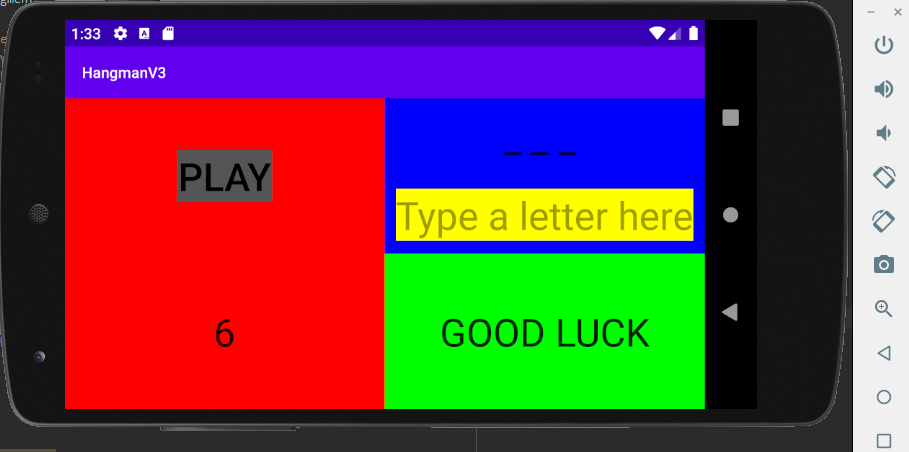 1:33
HangmanV3
PLAY
_ _ _
Type a letter here
6
GOOD LUCK